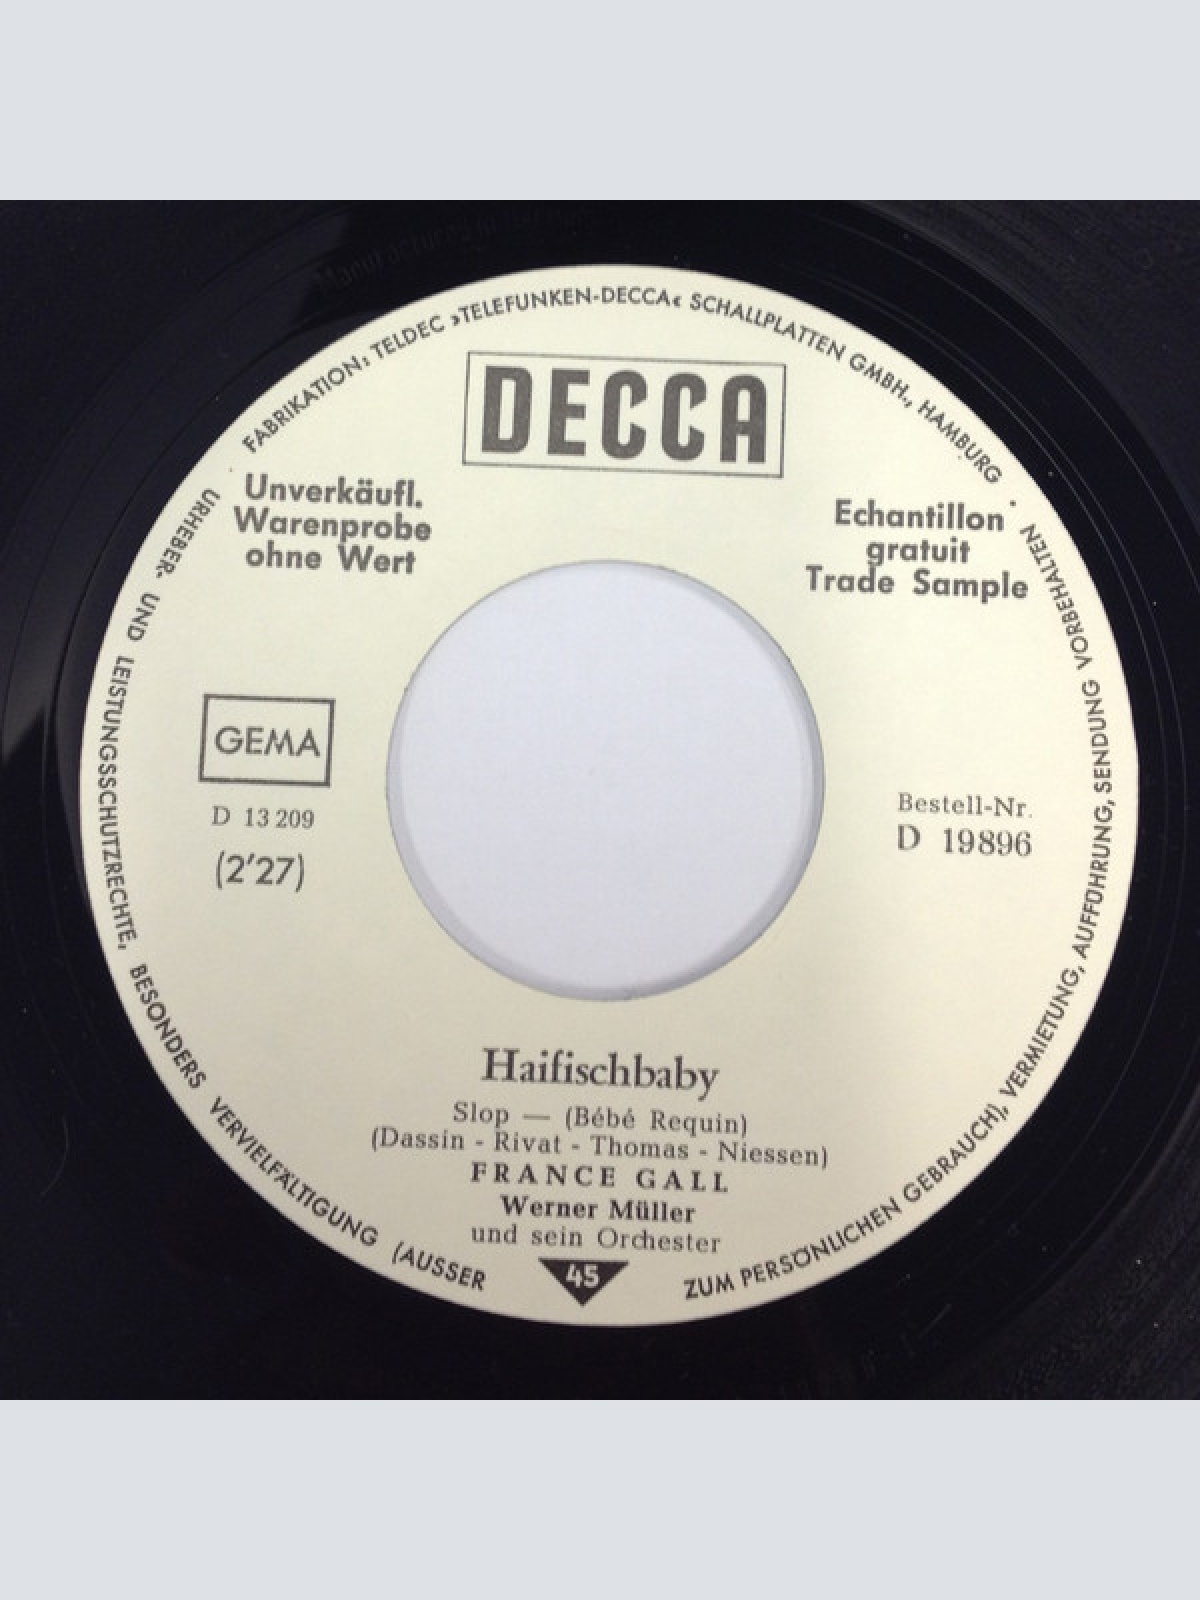 Manufactured in
FABRIKATION: TELDEC »TELEFUNKEN-DECCA« SCHALLPLATTEN GMBH., HAMBURG ·
URHEBER- UND LEISTUNGSSCHUTZRECHTE, BESONDERS VERVIELFÄLTIGUNG (AUSSER ZUM PERSÖNLICHEN GEBRAUCH), VERMIETUNG, AUFFÜHRUNG, SENDUNG VORBEHALTEN ·
DECCA
Unverkäufl.
Warenprobe
ohne Wert
Echantillon
gratuit
Trade Sample
GEMA
D 13 209
(2'27)
Bestell-Nr.
D 19896
Haifischbaby
Slop — (Bébé Requin)
(Dassin - Rivat - Thomas - Niessen)
FRANCE GALL
Werner Müller
und sein Orchester
45